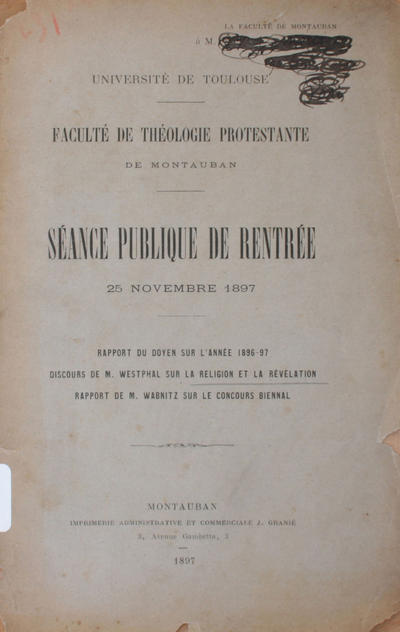 LA FACULTÉ DE MONTAUBAN
à M.
UNIVERSITÉ DE TOULOUSE
FACULTÉ DE THÉOLOGIE PROTESTANTE
DE MONTAUBAN
SÉANCE PUBLIQUE DE RENTRÉE
25 NOVEMBRE 1897
RAPPORT DU DOYEN SUR L'ANNÉE 1896-97
DISCOURS DE M. WESTPHAL SUR LA RELIGION ET LA RÉVÉLATION
RAPPORT DE M. WABNITZ SUR LE CONCOURS BIENNAL
MONTAUBAN
IMPRIMERIE ADMINISTRATIVE ET COMMERCIALE J. GRANIÉ
3, Avenue Gambetta, 3
1897